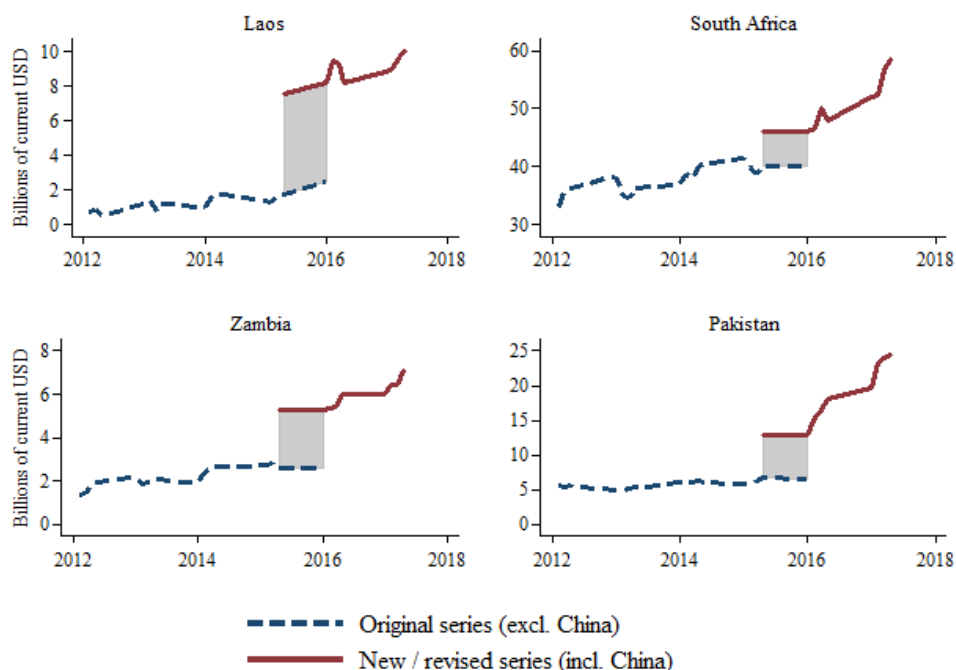 Laos
South Africa
Billions of current USD
10
8
6
4
2
0
2012 2014 2016 2018
60
50
40
30
2012 2014 2016 2018
Zambia
Pakistan
Billions of current USD
8
6
4
2
0
2012 2014 2016 2018
25
20
15
10
5
0
2012 2014 2016 2018
Original series (excl. China)
New / revised series (incl. China)